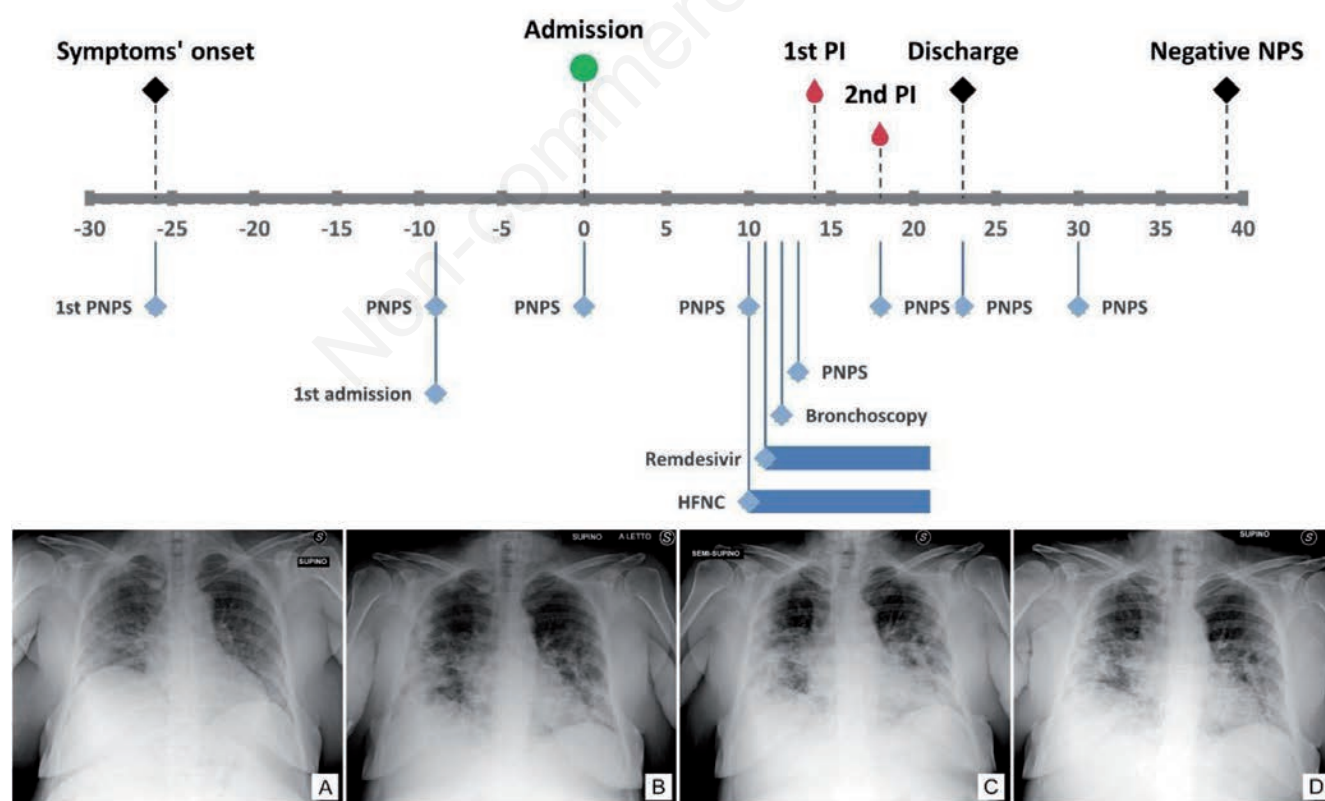 Non-commer
Admission
Symptoms' onset
1st PI
Discharge
Negative NPS
2nd PI
-30 -25 -20 -15 -10 -5 0 5 10 15 20 25 30 35 40
1st PNPS PNPS PNPS PNPS PNPS PNPS PNPS
PNPS
1st admission
Bronchoscopy
Remdesivir
HFNC
S
SUPINO
A
SUPINO A LETTO S
B
S
SEMI-SUPINO
C
SUPINO S
D